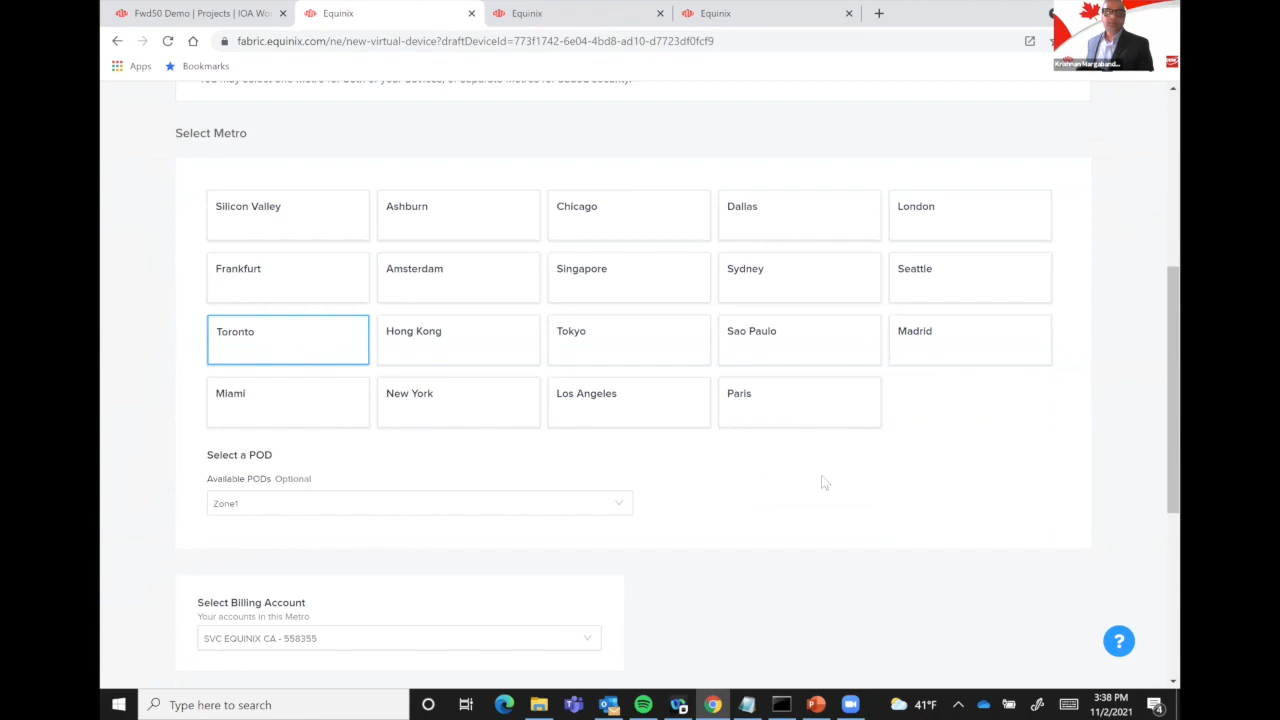 Fwd50 Demo | Projects | IOA Wo
Equinix
Equinix
Equinix
fabric.equinix.com/ne/new-virtual-device?draftDeviceId=773f1742-6e04-4bd8-ad10-d7723df0fcf9
Apps
Bookmarks
Krishnan Margaband...
Select Metro
Silicon Valley
Ashburn
Chicago
Dallas
London
Frankfurt
Amsterdam
Singapore
Sydney
Seattle
Toronto
Hong Kong
Tokyo
Sao Paulo
Madrid
Miami
New York
Los Angeles
Paris
Select a POD
Available PODs Optional
Zone1
Select Billing Account
Your accounts in this Metro
SVC EQUINIX CA - 558355
?
Type here to search
41°F
3:38 PM
11/2/2021
4